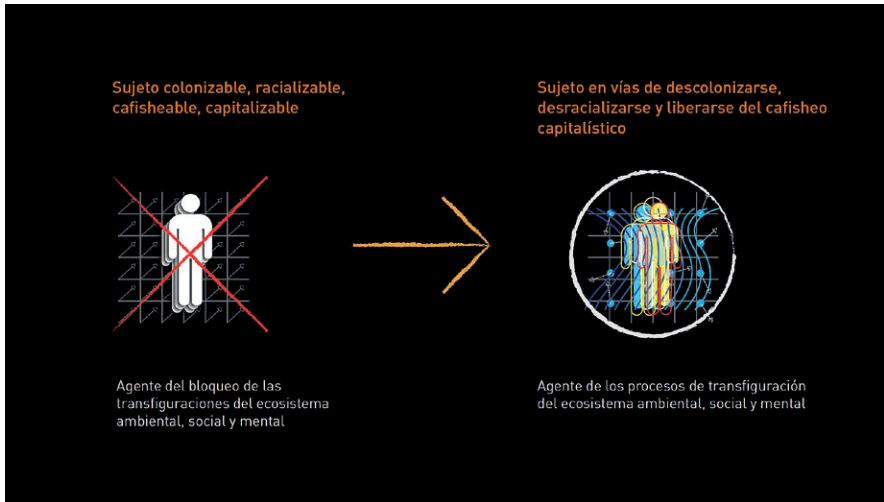 Sujeto colonizable, racializable,
cafisheable, capitalizable
Sujeto en vías de descolonizarse,
desracializarse y liberarse del cafisheo
capitalístico
Agente del bloqueo de las
transfiguraciones del ecosistema
ambiental, social y mental
Agente de los procesos de transfiguración
del ecosistema ambiental, social y mental